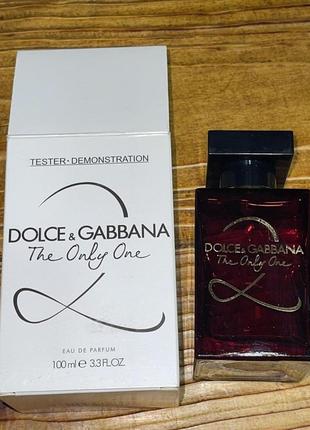 TESTER·DEMONSTRATION
2
DOLCE & GABBANA
The Only One
EAU DE PARFUM
100 ml e 3.3 FL.OZ.
DOLCE & GABBANA
The Only One
2